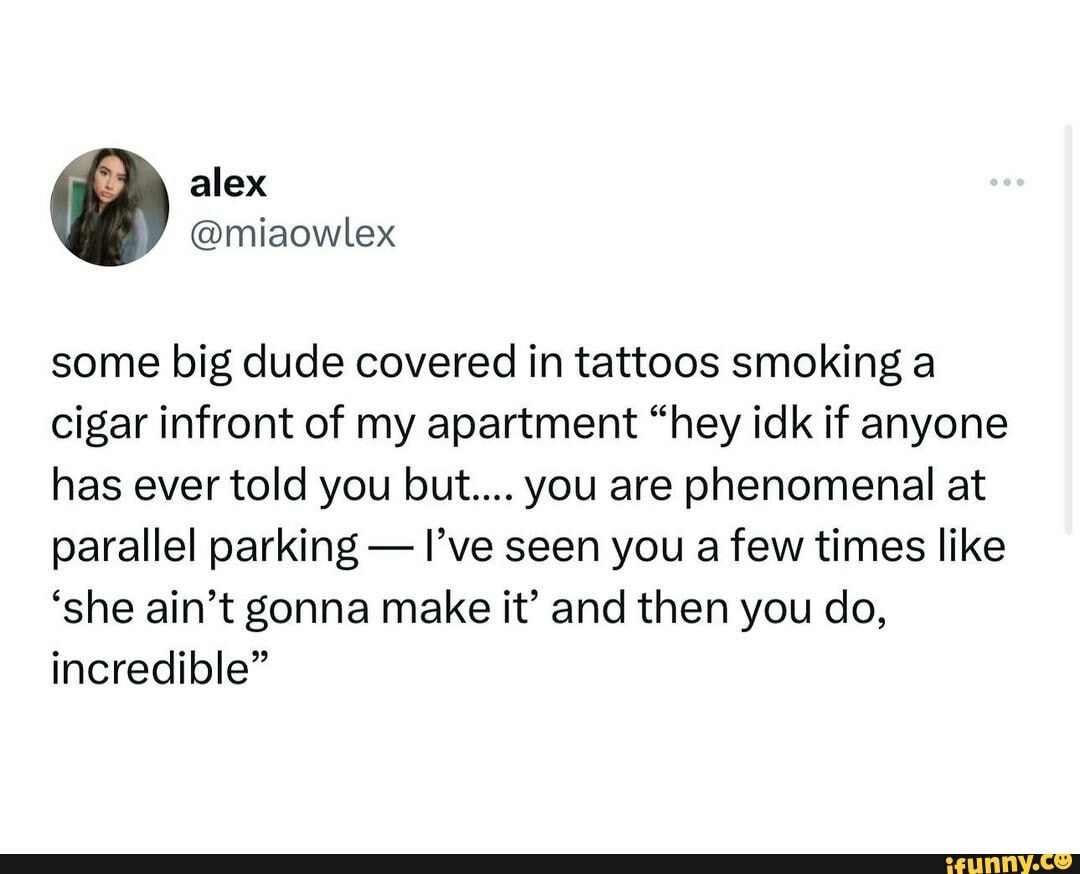 alex
@miaowlex
some big dude covered in tattoos smoking a
cigar infront of my apartment “hey idk if anyone
has ever told you but.... you are phenomenal at
parallel parking — I’ve seen you a few times like
‘she ain’t gonna make it’ and then you do,
incredible”
ifunny.co